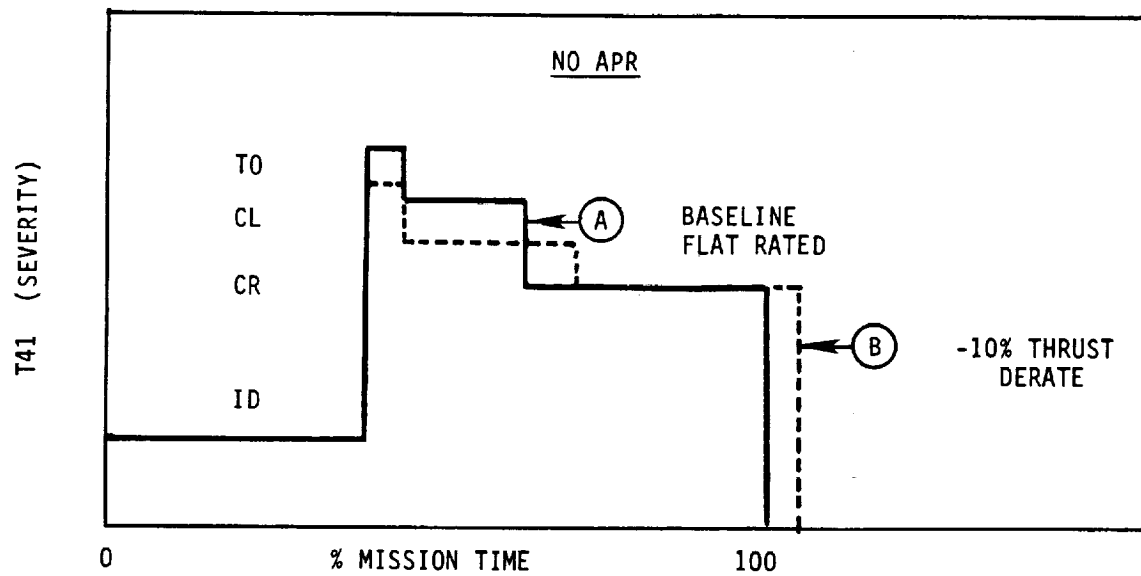 NO APR
T41 (SEVERITY)
TO
CL
CR
ID
A
BASELINE
FLAT RATED
B
-10% THRUST
DERATE
0
% MISSION TIME
100